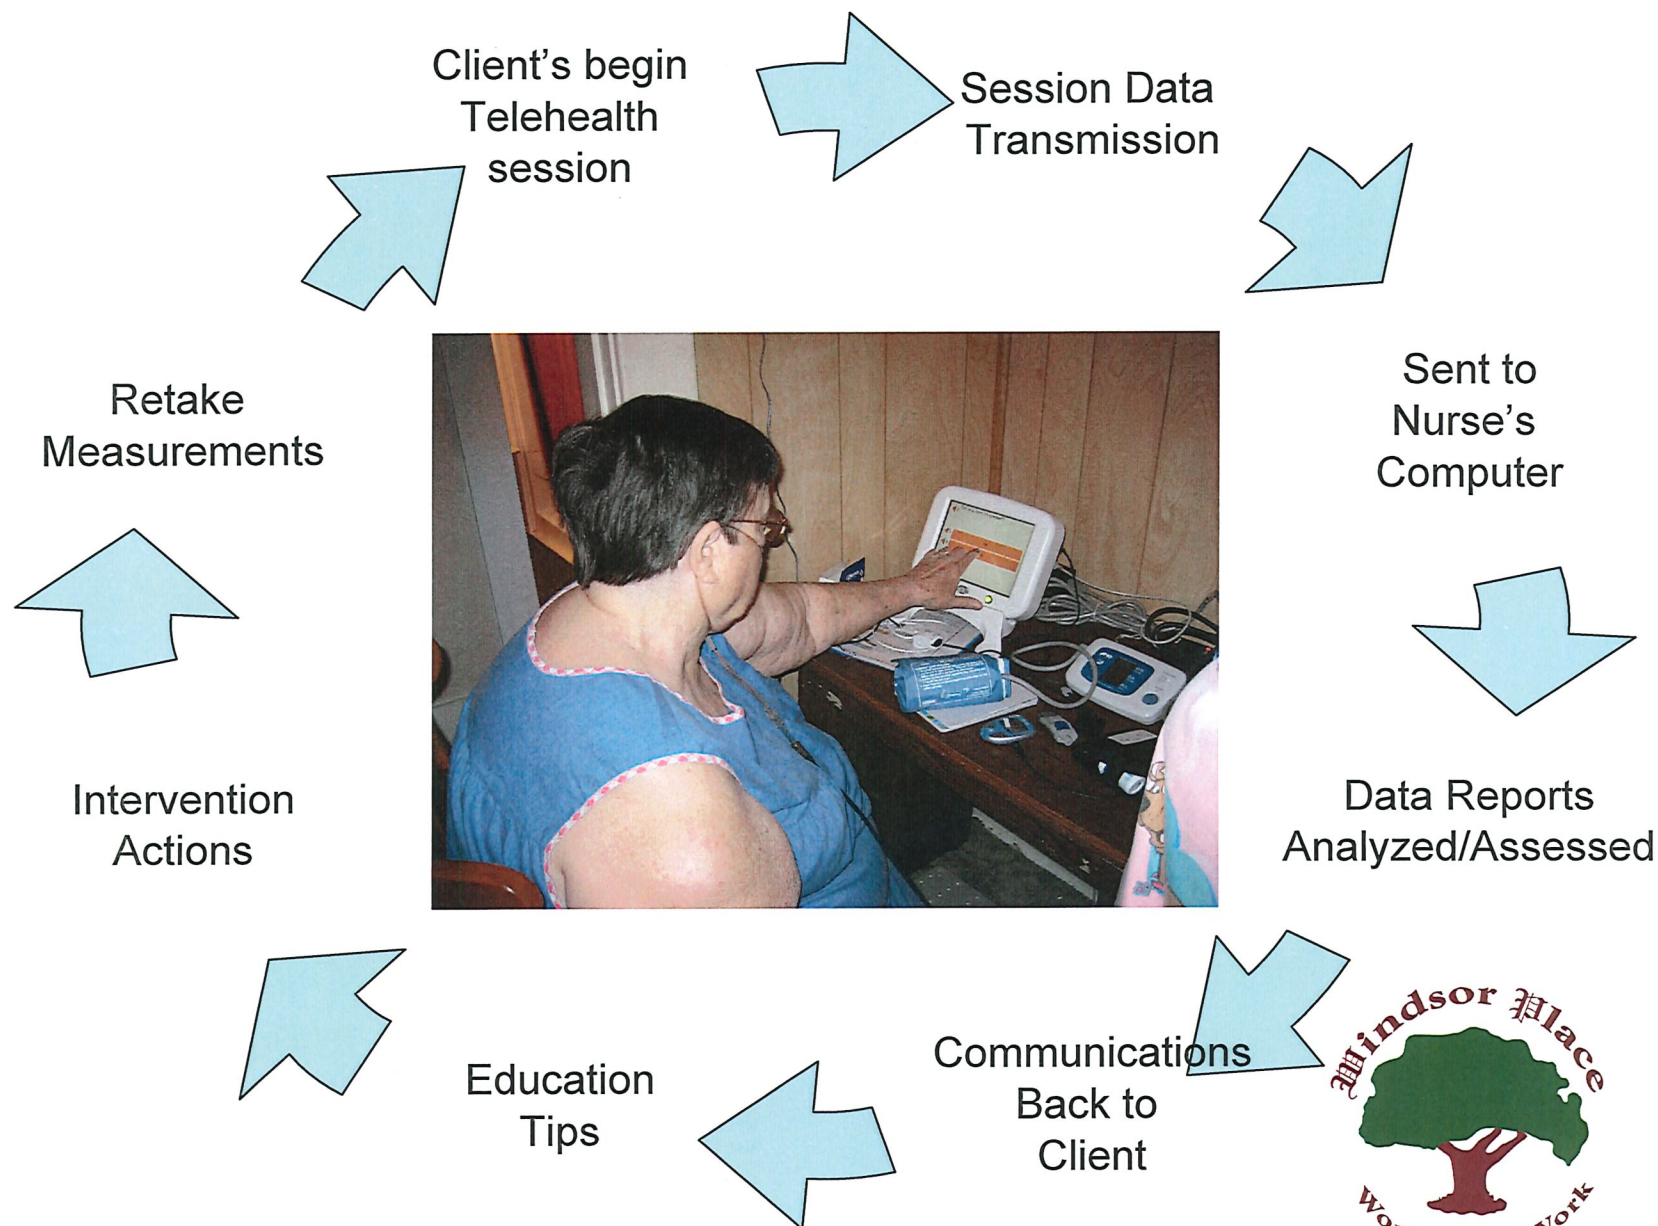 Client's begin
Telehealth
session
Session Data
Transmission
Sent to
Nurse's
Computer
Data Reports
Analyzed/Assessed
Communications
Back to
Client
Education
Tips
Intervention
Actions
Retake
Measurements
Windsor Place